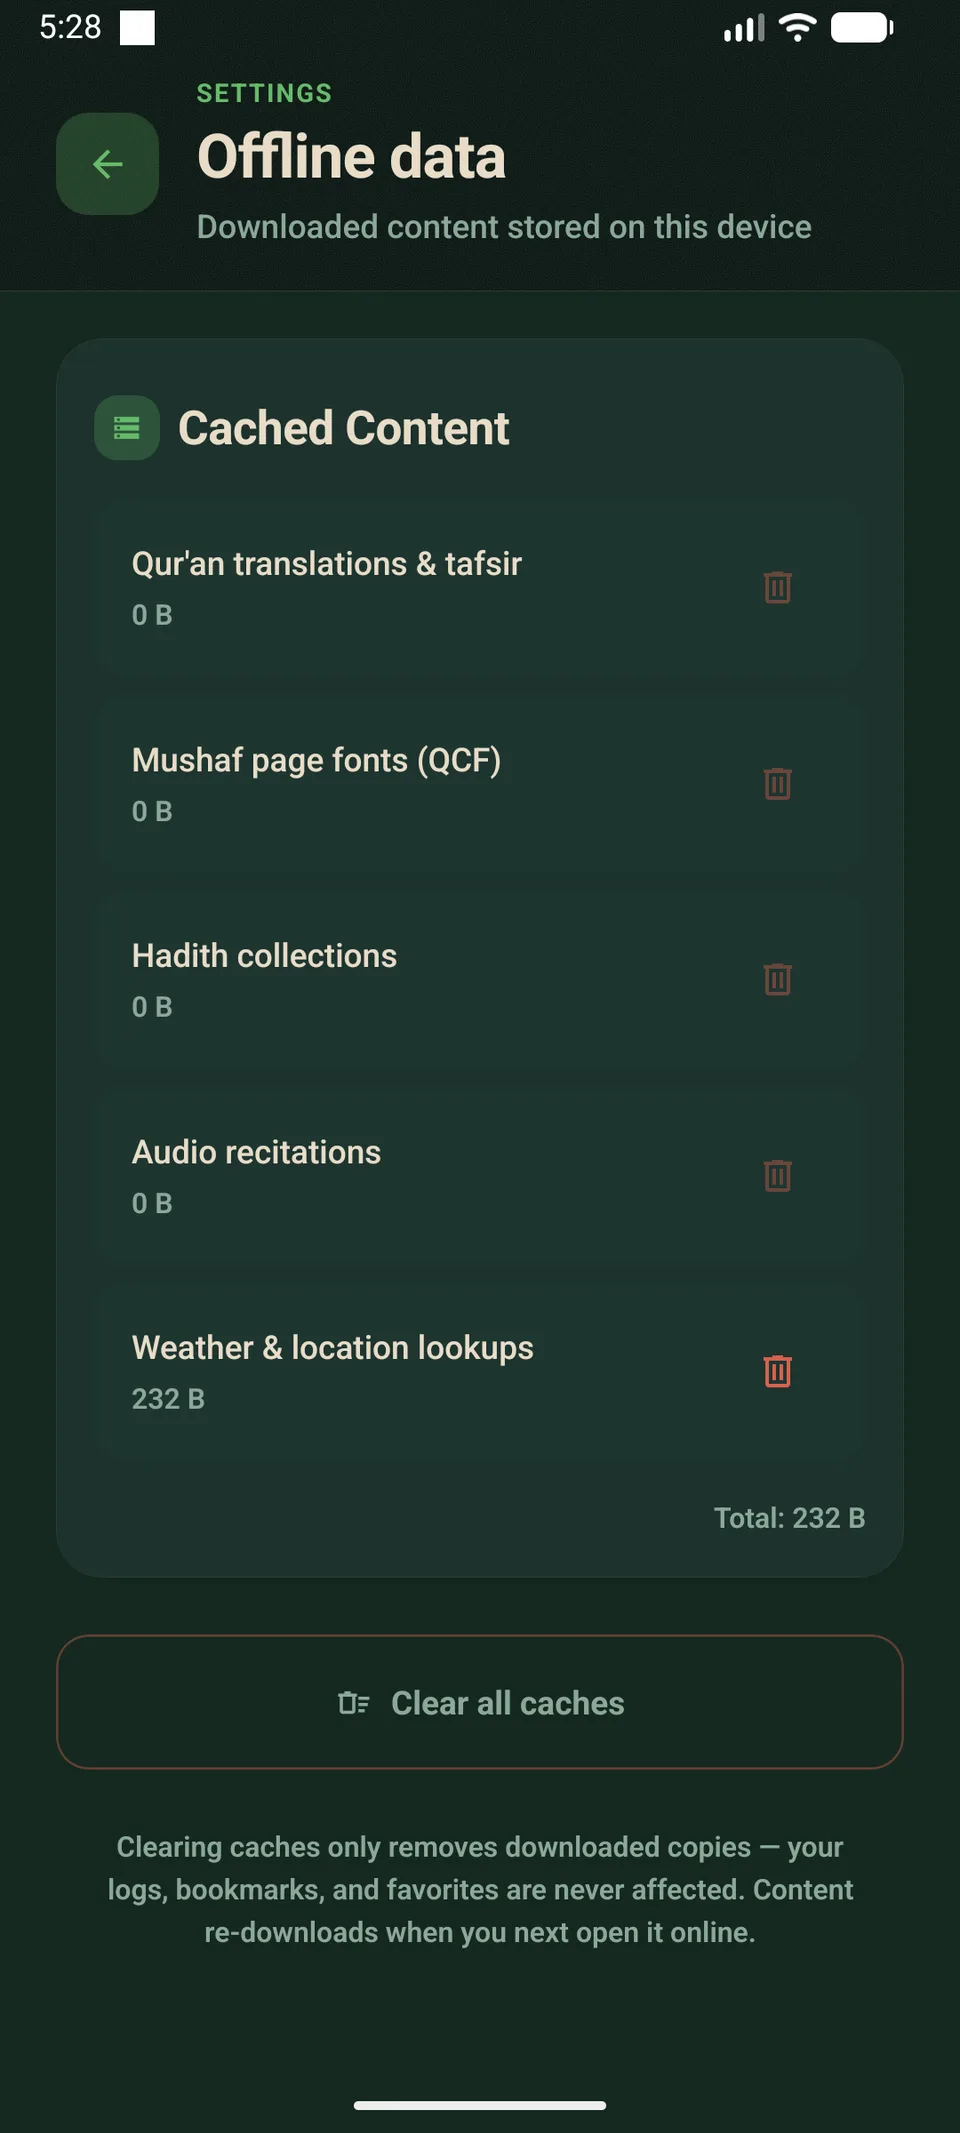 5:28
SETTINGS
Offline data
Downloaded content stored on this device
Cached Content
Qur'an translations & tafsir
0 B
Mushaf page fonts (QCF)
0 B
Hadith collections
0 B
Audio recitations
0 B
Weather & location lookups
232 B
Total: 232 B
Clear all caches
Clearing caches only removes downloaded copies — your
logs, bookmarks, and favorites are never affected. Content
re-downloads when you next open it online.